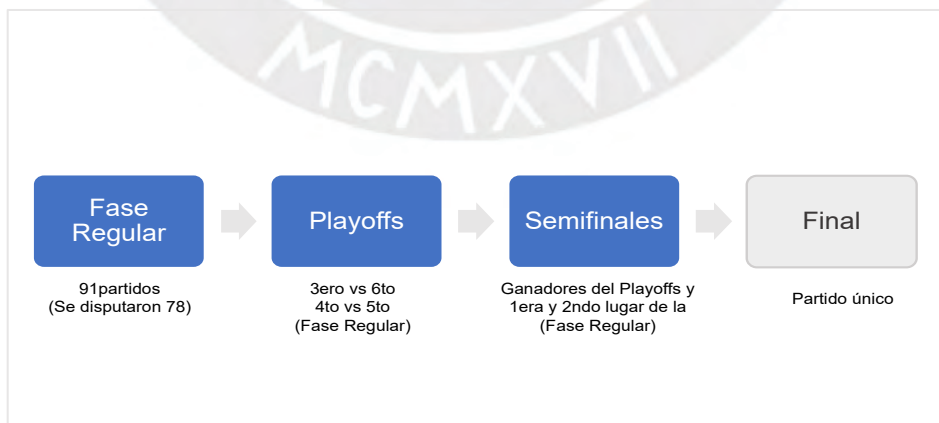 MCMXVII
Fase
Regular
Playoffs
Semifinales
Final
91partidos
(Se disputaron 78)
3ero vs 6to
4to vs 5to
(Fase Regular)
Ganadores del Playoffs y
1era y 2ndo lugar de la
(Fase Regular)
Partido único